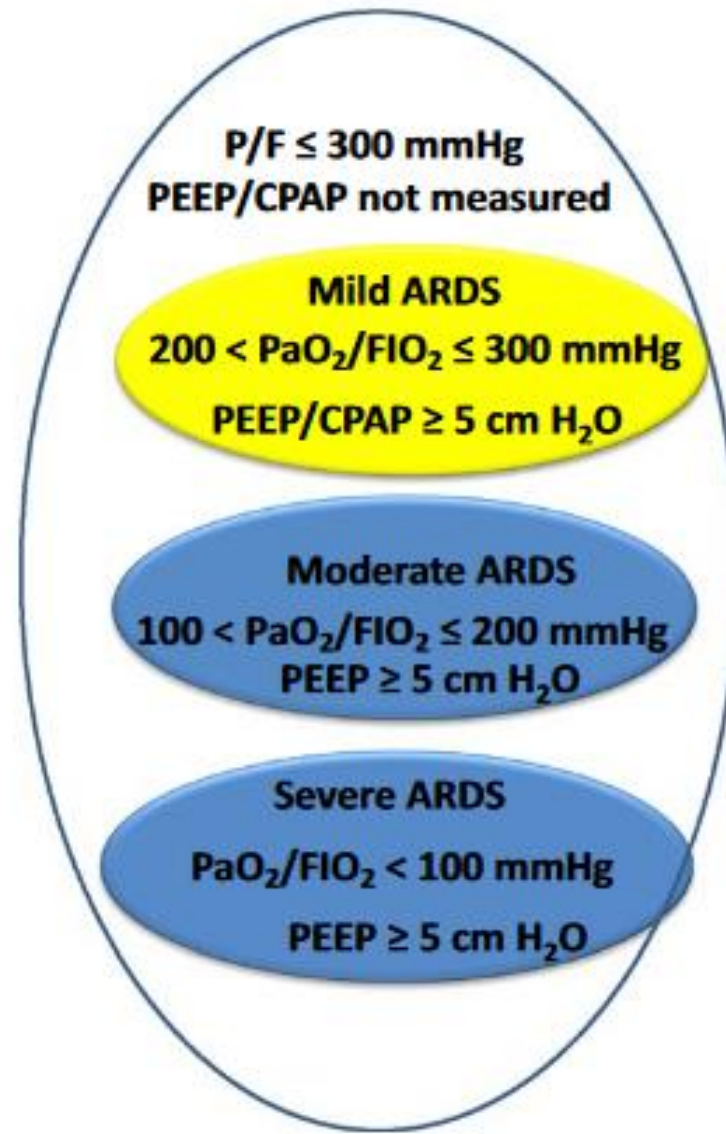 P/F ≤ 300 mmHg
PEEP/CPAP not measured
Mild ARDS
200 < PaO₂/FIO₂ ≤ 300 mmHg
PEEP/CPAP ≥ 5 cm H₂O
Moderate ARDS
100 < PaO₂/FIO₂ ≤ 200 mmHg
PEEP ≥ 5 cm H₂O
Severe ARDS
PaO₂/FIO₂ < 100 mmHg
PEEP ≥ 5 cm H₂O